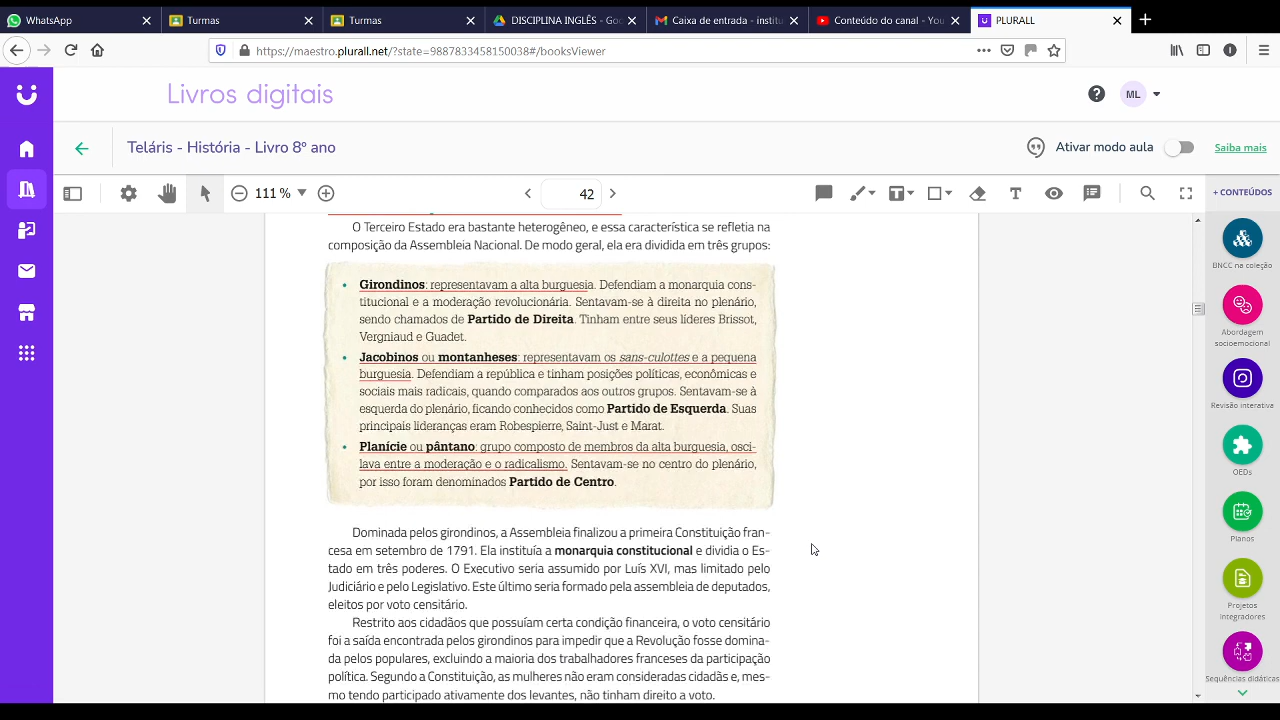 WhatsApp
Turmas
Turmas
DISCIPLINA INGLÊS - Goo
Caixa de entrada - institu
Conteúdo do canal - You
PLURALL
https://maestro.plurall.net/?state=9887833458150038#/booksViewer
Livros digitais
ML
Teláris - História - Livro 8º ano
Ativar modo aula
Saiba mais
111 %
42
+ CONTEÚDOS
O Terceiro Estado era bastante heterogêneo, e essa característica se refletia na
composição da Assembleia Nacional. De modo geral, ela era dividida em três grupos:
• Girondinos: representavam a alta burguesia. Defendiam a monarquia cons-
titucional e a moderação revolucionária. Sentavam-se à direita no plenário,
sendo chamados de Partido de Direita. Tinham entre seus líderes Brissot,
Vergniaud e Guadet.
• Jacobinos ou montanheses: representavam os sans-culottes e a pequena
burguesia. Defendiam a república e tinham posições políticas, econômicas e
sociais mais radicais, quando comparados aos outros grupos. Sentavam-se à
esquerda do plenário, ficando conhecidos como Partido de Esquerda. Suas
principais lideranças eram Robespierre, Saint-Just e Marat.
• Planície ou pântano: grupo composto de membros da alta burguesia, osci-
lava entre a moderação e o radicalismo. Sentavam-se no centro do plenário,
por isso foram denominados Partido de Centro.
Dominada pelos girondinos, a Assembleia finalizou a primeira Constituição fran-
cesa em setembro de 1791. Ela instituía a monarquia constitucional e dividia o Es-
tado em três poderes. O Executivo seria assumido por Luís XVI, mas limitado pelo
Judiciário e pelo Legislativo. Este último seria formado pela assembleia de deputados,
eleitos por voto censitário.
Restrito aos cidadãos que possuíam certa condição financeira, o voto censitário
foi a saída encontrada pelos girondinos para impedir que a Revolução fosse domina-
da pelos populares, excluindo a maioria dos trabalhadores franceses da participação
política. Segundo a Constituição, as mulheres não eram consideradas cidadãs e, mes-
mo tendo participado ativamente dos levantes, não tinham direito a voto.
BNCC na coleção
Abordagem
socioemocional
Revisão interativa
OEDs
Planos
Projetos
Integradores
Sequências didáticas